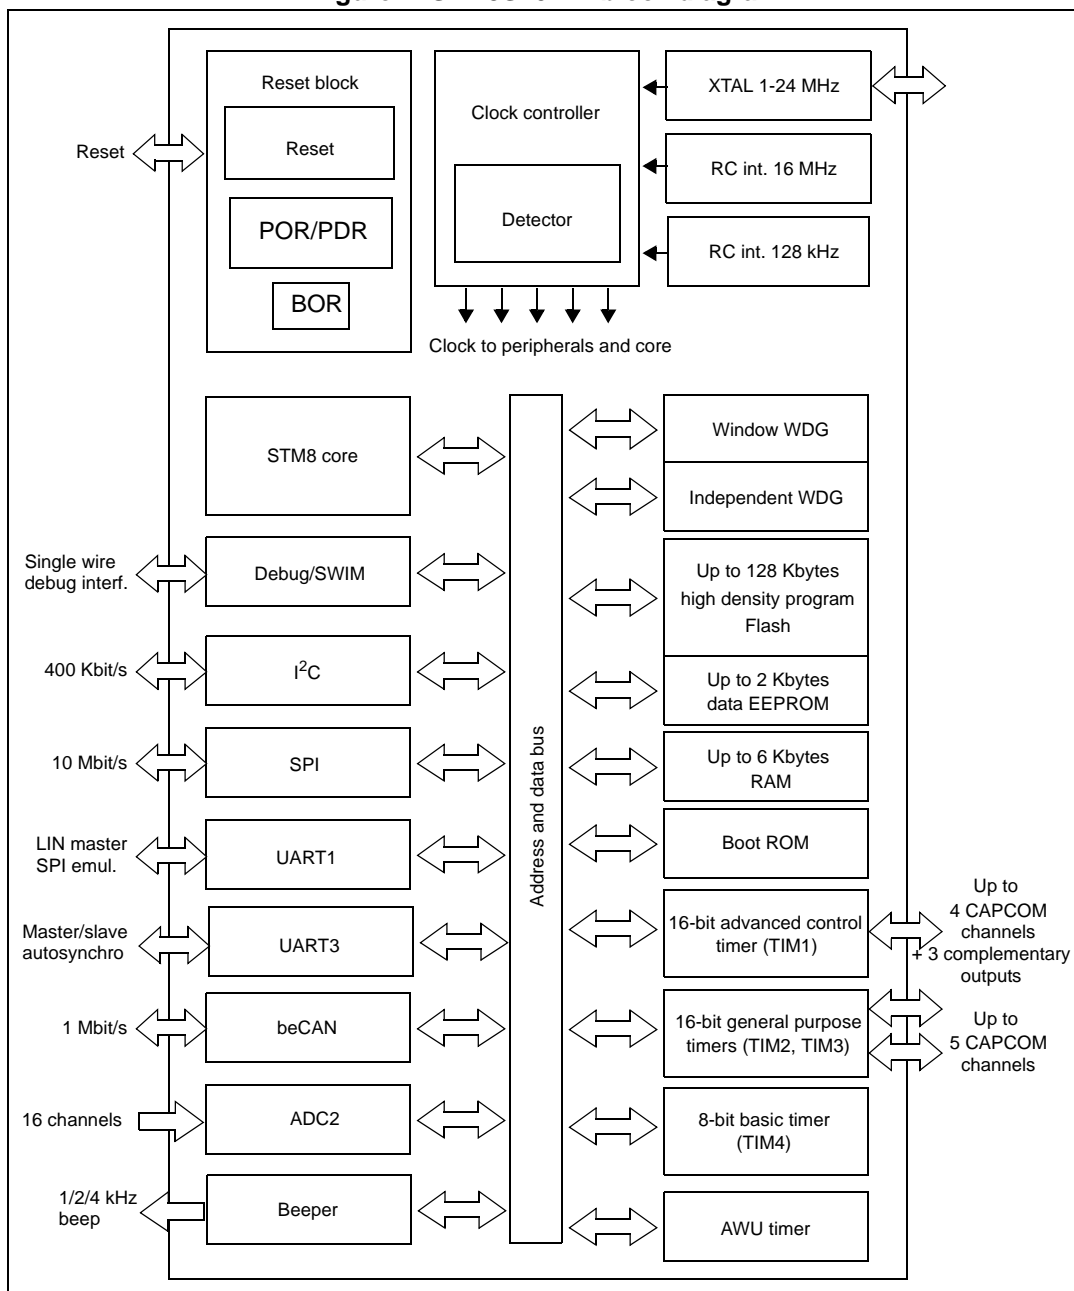 Reset block
Reset
POR/PDR
BOR
Reset
Clock controller
Detector
XTAL 1-24 MHz
RC int. 16 MHz
RC int. 128 kHz
Clock to peripherals and core
STM8 core
Single wire
debug interf.
Debug/SWIM
400 Kbit/s
I²C
10 Mbit/s
SPI
LIN master
SPI emul.
UART1
Master/slave
autosynchro
UART3
1 Mbit/s
beCAN
16 channels
ADC2
1/2/4 kHz
beep
Beeper
Address and data bus
Window WDG
Independent WDG
Up to 128 Kbytes
high density program
Flash
Up to 2 Kbytes
data EEPROM
Up to 6 Kbytes
RAM
Boot ROM
16-bit advanced control
timer (TIM1)
Up to
4 CAPCOM
channels
+ 3 complementary
outputs
16-bit general purpose
timers (TIM2, TIM3)
Up to
5 CAPCOM
channels
8-bit basic timer
(TIM4)
AWU timer